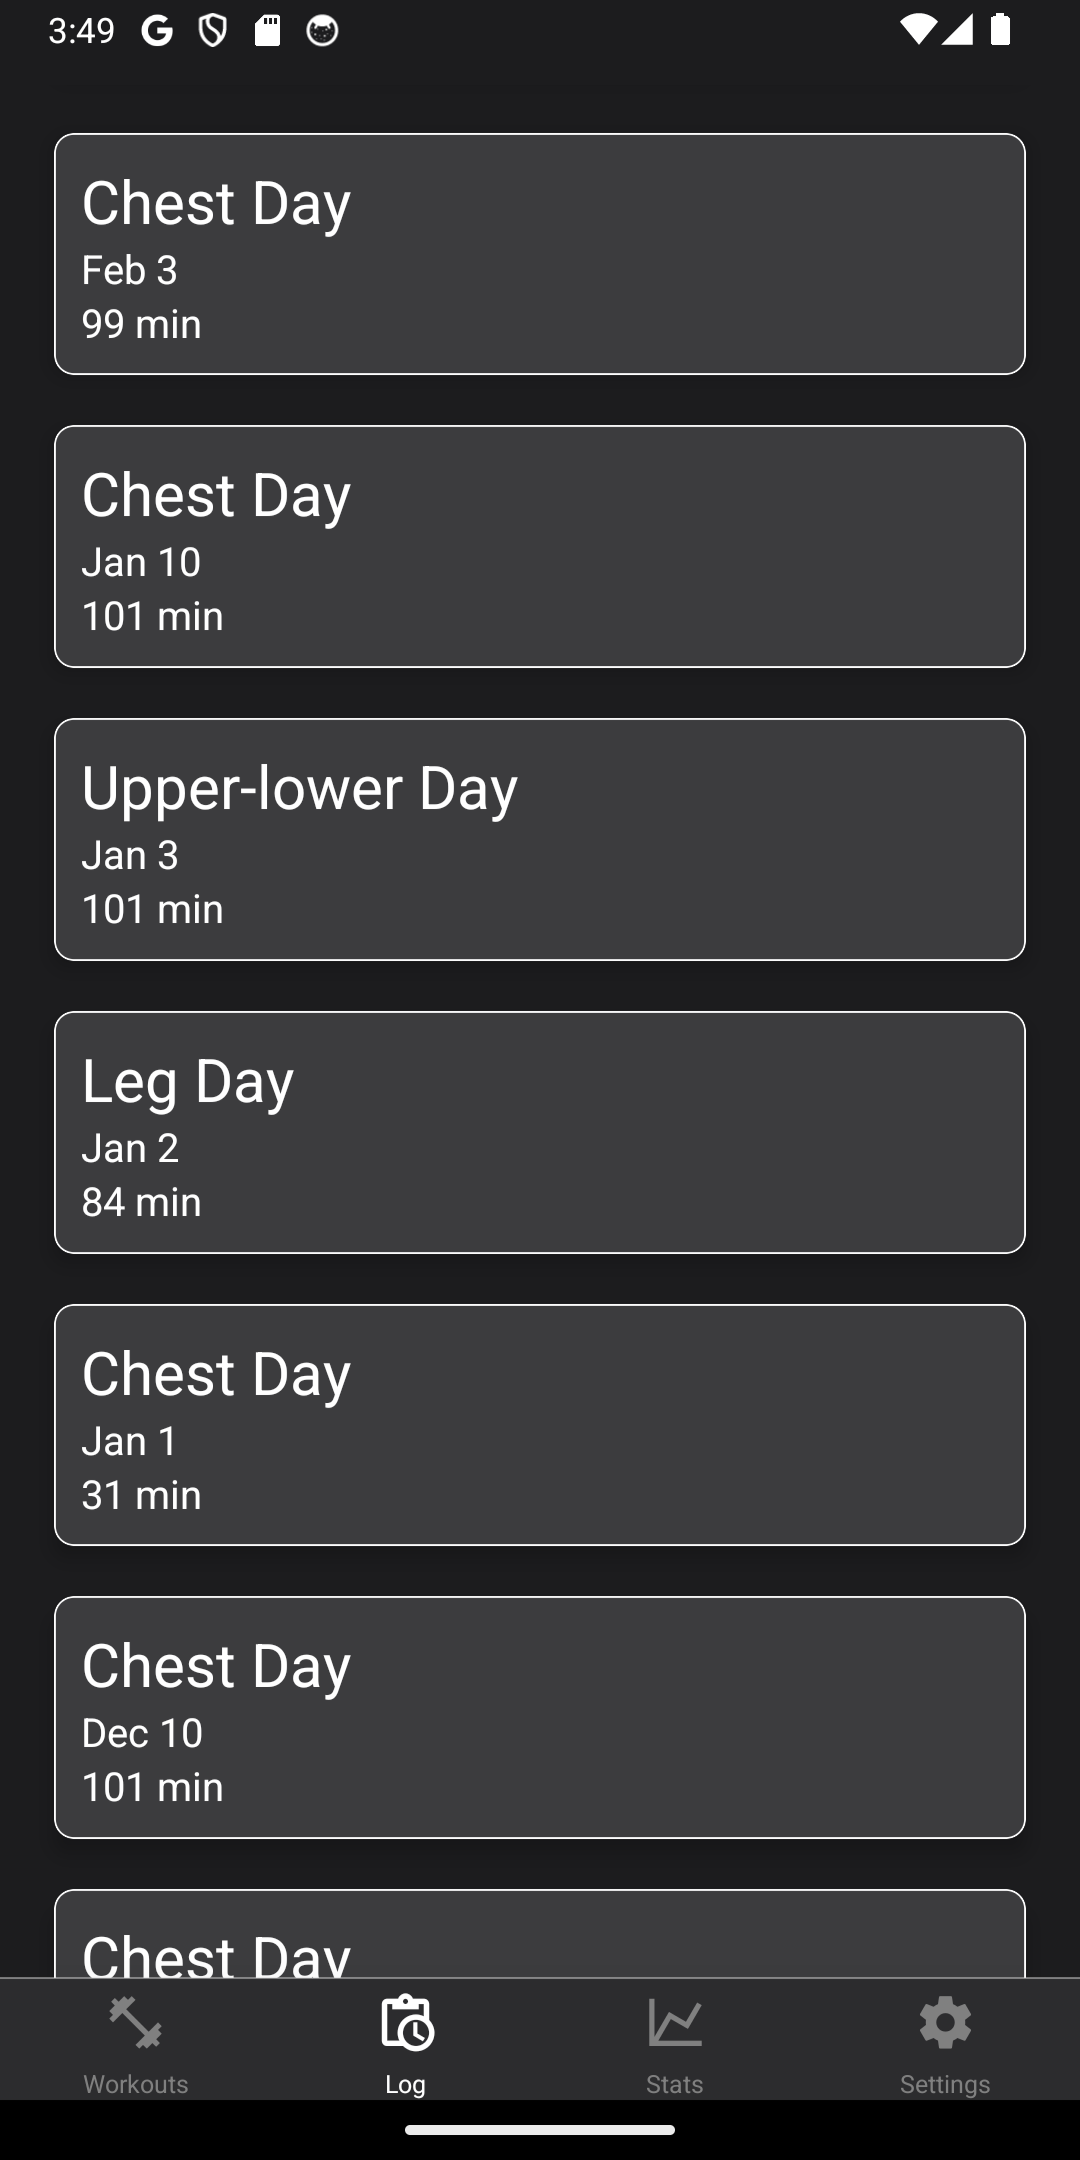 3:49
Chest Day
Feb 3
99 min
Chest Day
Jan 10
101 min
Upper-lower Day
Jan 3
101 min
Leg Day
Jan 2
84 min
Chest Day
Jan 1
31 min
Chest Day
Dec 10
101 min
Chest Day
Workouts
Log
Stats
Settings